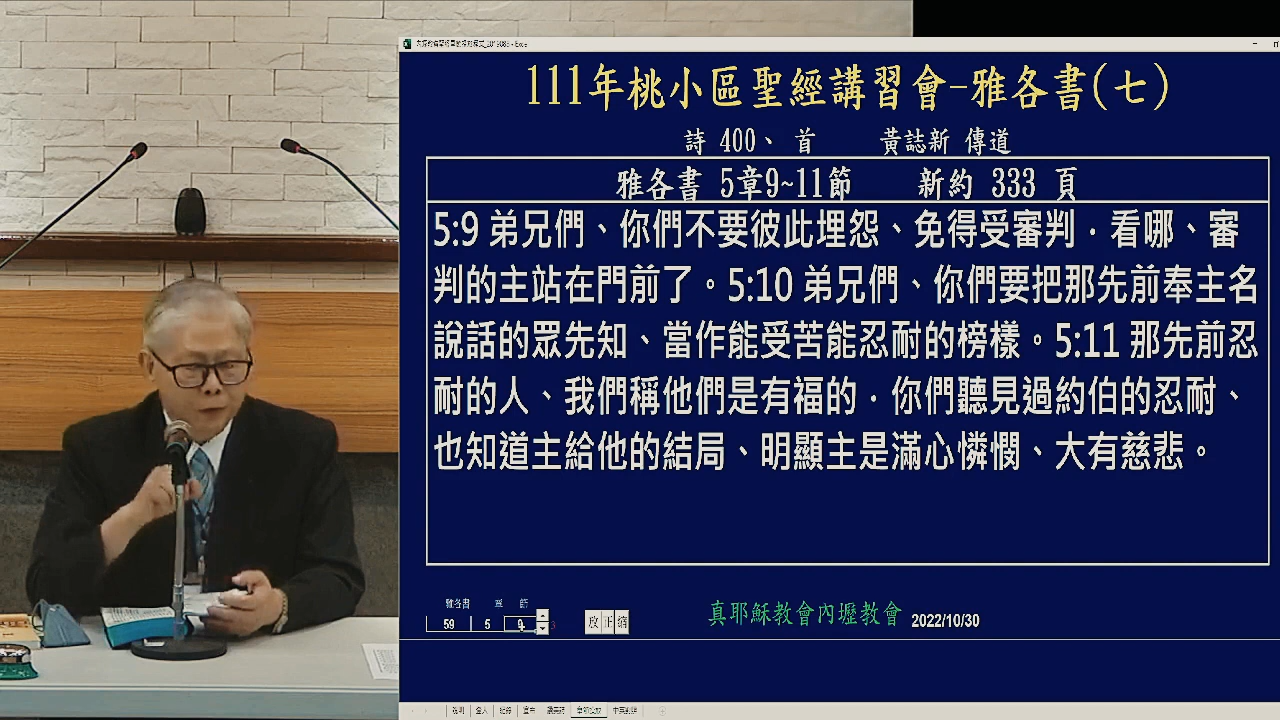 111年桃小區聖經講習會-雅各書(七)
詩 400、 首 黃誌新 傳道
雅各書 5章9~11節 新約 333 頁
5:9 弟兄們、你們不要彼此埋怨、免得受審判．看哪、審
判的主站在門前了。5:10 弟兄們、你們要把那先前奉主名
說話的眾先知、當作能受苦能忍耐的榜樣。5:11 那先前忍
耐的人、我們稱他們是有福的．你們聽見過約伯的忍耐、
也知道主給他的結局、明顯主是滿心憐憫、大有慈悲。
雅各書 章 節
59 5 9
真耶穌教會內壢教會 2022/10/30